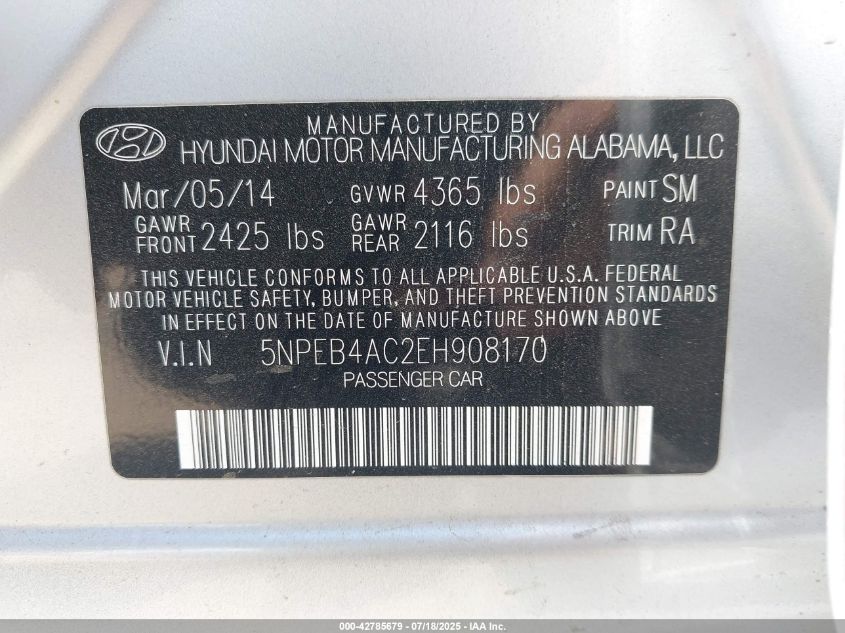 MANUFACTURED BY
HYUNDAI MOTOR MANUFACTURING ALABAMA, LLC
Mar/05/14 GVWR 4365 lbs PAINT SM
GAWR FRONT 2425 lbs GAWR REAR 2116 lbs TRIM RA
THIS VEHICLE CONFORMS TO ALL APPLICABLE U.S.A. FEDERAL
MOTOR VEHICLE SAFETY, BUMPER, AND THEFT PREVENTION STANDARDS
IN EFFECT ON THE DATE OF MANUFACTURE SHOWN ABOVE
V.I.N 5NPEB4AC2EH908170
PASSENGER CAR
000-42785679 - 07/18/2025 - IAA Inc.